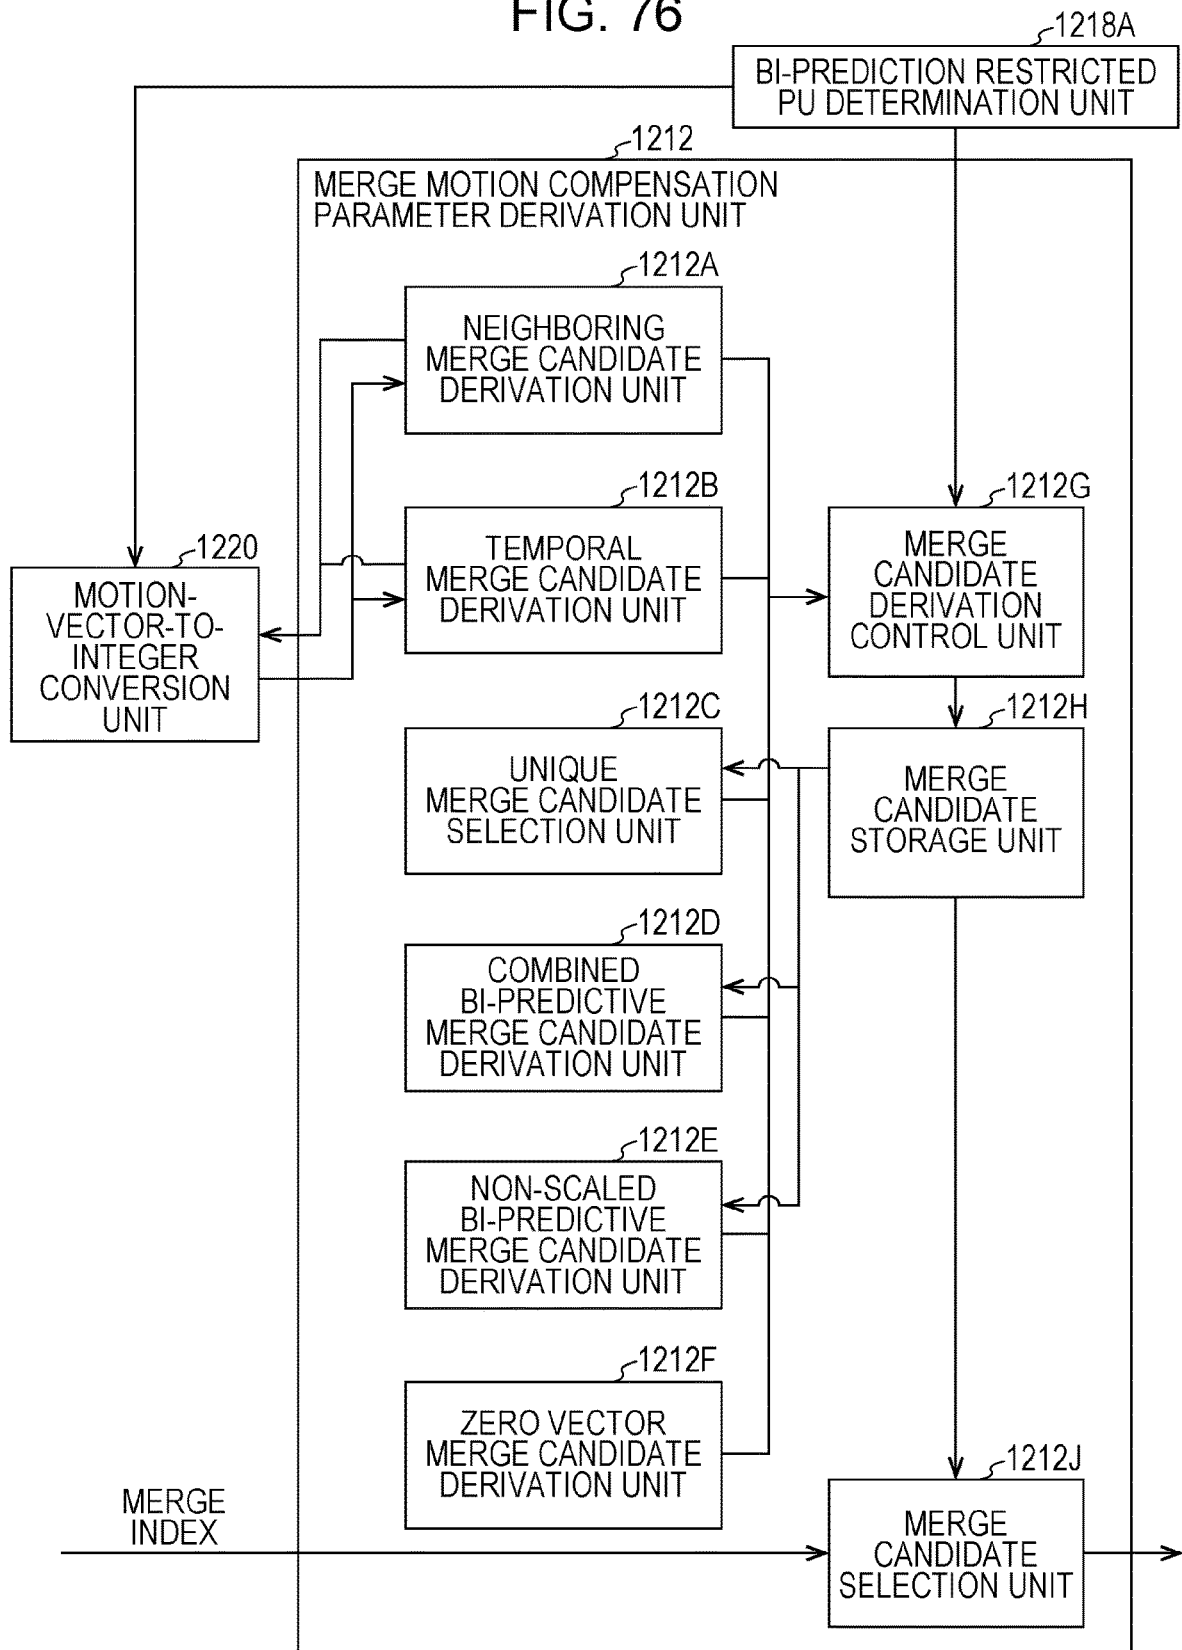 FIG. 76
1218A
BI-PREDICTION RESTRICTED
PU DETERMINATION UNIT
1212
MERGE MOTION COMPENSATION
PARAMETER DERIVATION UNIT
1212A
NEIGHBORING
MERGE CANDIDATE
DERIVATION UNIT
1212B
TEMPORAL
MERGE CANDIDATE
DERIVATION UNIT
1212G
MERGE
CANDIDATE
DERIVATION
CONTROL UNIT
1220
MOTION-
VECTOR-TO-
INTEGER
CONVERSION
UNIT
1212C
UNIQUE
MERGE CANDIDATE
SELECTION UNIT
1212H
MERGE
CANDIDATE
STORAGE UNIT
1212D
COMBINED
BI-PREDICTIVE
MERGE CANDIDATE
DERIVATION UNIT
1212E
NON-SCALED
BI-PREDICTIVE
MERGE CANDIDATE
DERIVATION UNIT
1212F
ZERO VECTOR
MERGE CANDIDATE
DERIVATION UNIT
MERGE
INDEX
1212J
MERGE
CANDIDATE
SELECTION UNIT